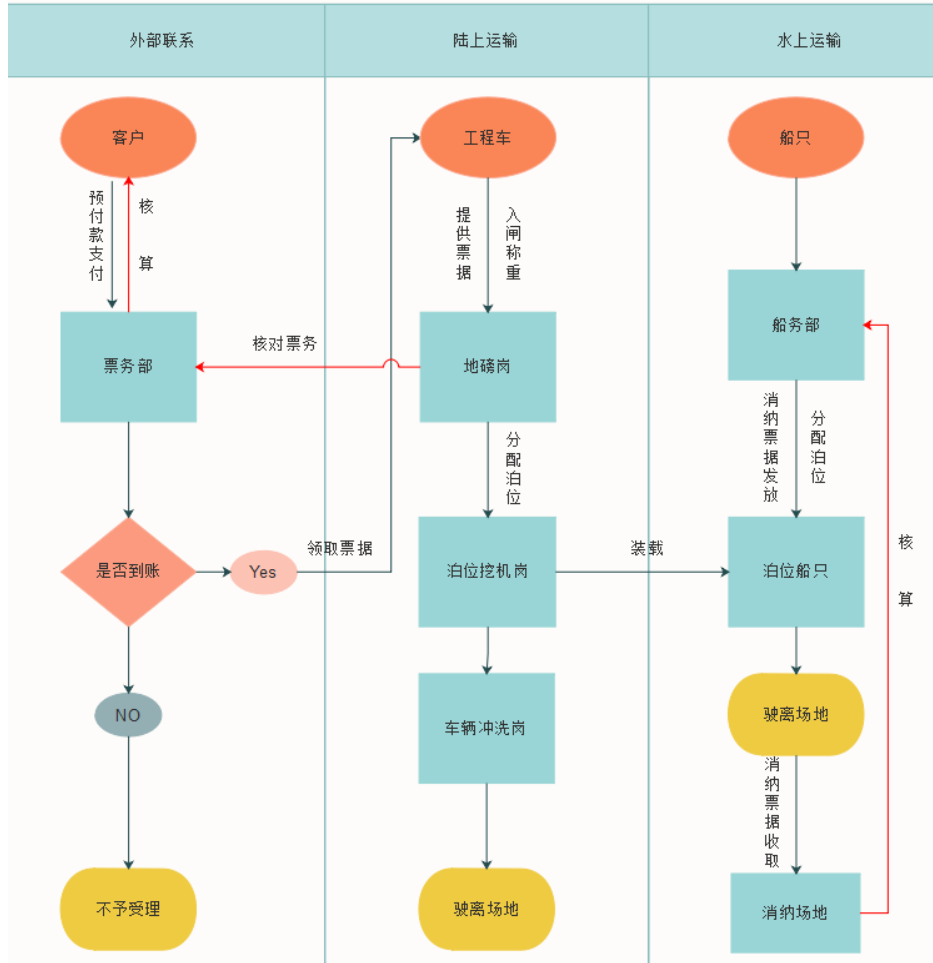 外部联系
陆上运输
水上运输
客户
工程车
船只
预付款支付
核算
提供票据
入闸称重
票务部
核对票务
地磅岗
船务部
分配泊位
消纳票据发放
分配泊位
是否到账
Yes
领取票据
泊位挖机岗
装载
泊位船只
核算
NO
车辆冲洗岗
驶离场地
消纳票据收取
不予受理
驶离场地
消纳场地